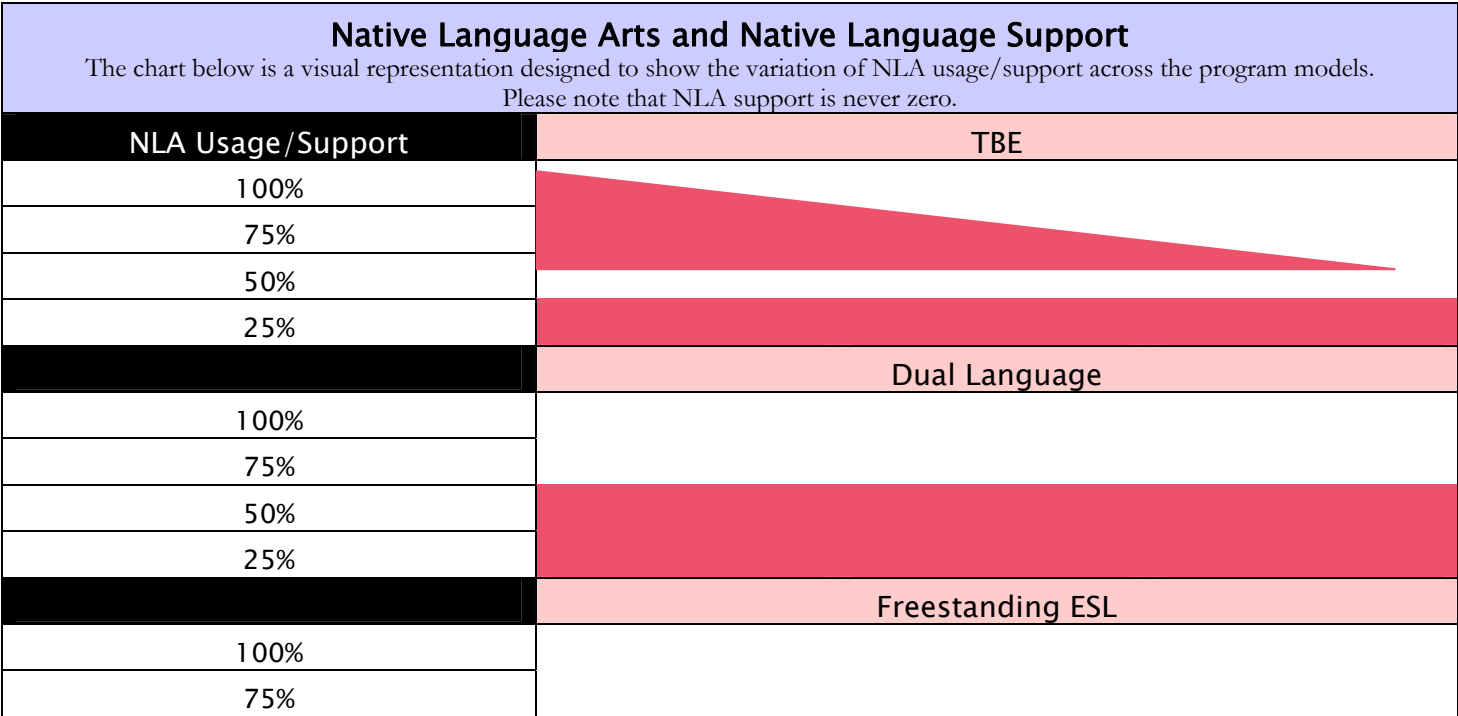 Native Language Arts and Native Language Support
The chart below is a visual representation designed to show the variation of NLA usage/support across the program models.
Please note that NLA support is never zero.
NLA Usage/Support TBE
100%
75%
50%
25%
Dual Language
100%
75%
50%
25%
Freestanding ESL
100%
75%